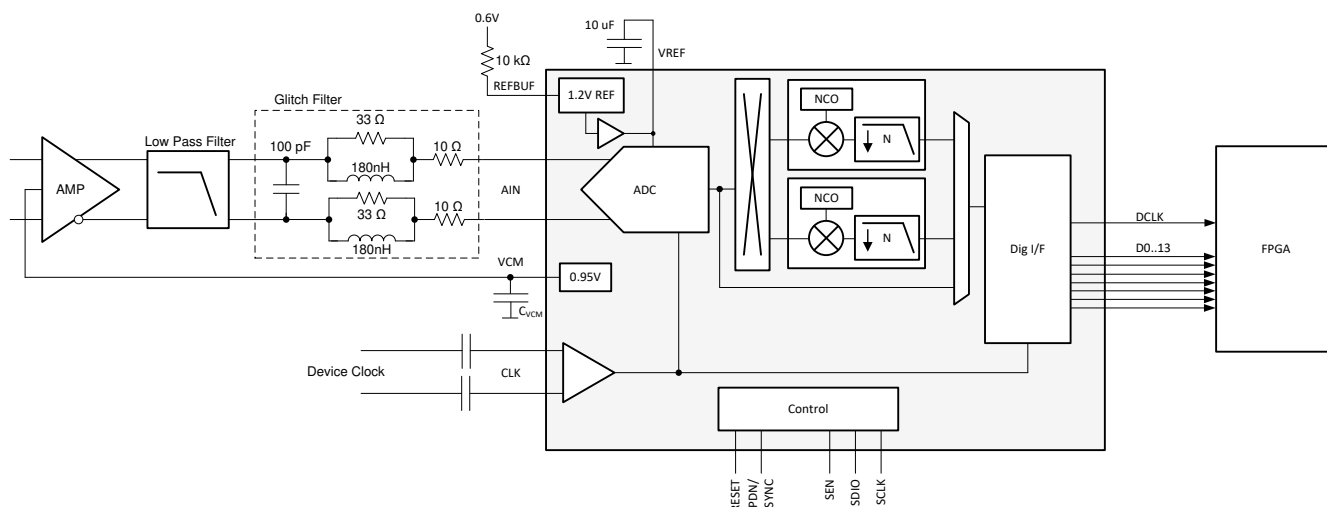 0.6V
10 uF
VREF
10 kΩ
REFBUF
1.2V REF
NCO
Glitch Filter
33 Ω
Low Pass Filter
100 pF
10 Ω
N
AMP
180nH
AIN
ADC
NCO
33 Ω
10 Ω
DCLK
N
180nH
Dig I/F
D0..13
FPGA
VCM
0.95V
CVCM
Device Clock
CLK
Control
PDN/
SYNC
SEN
SDIO
SCLK